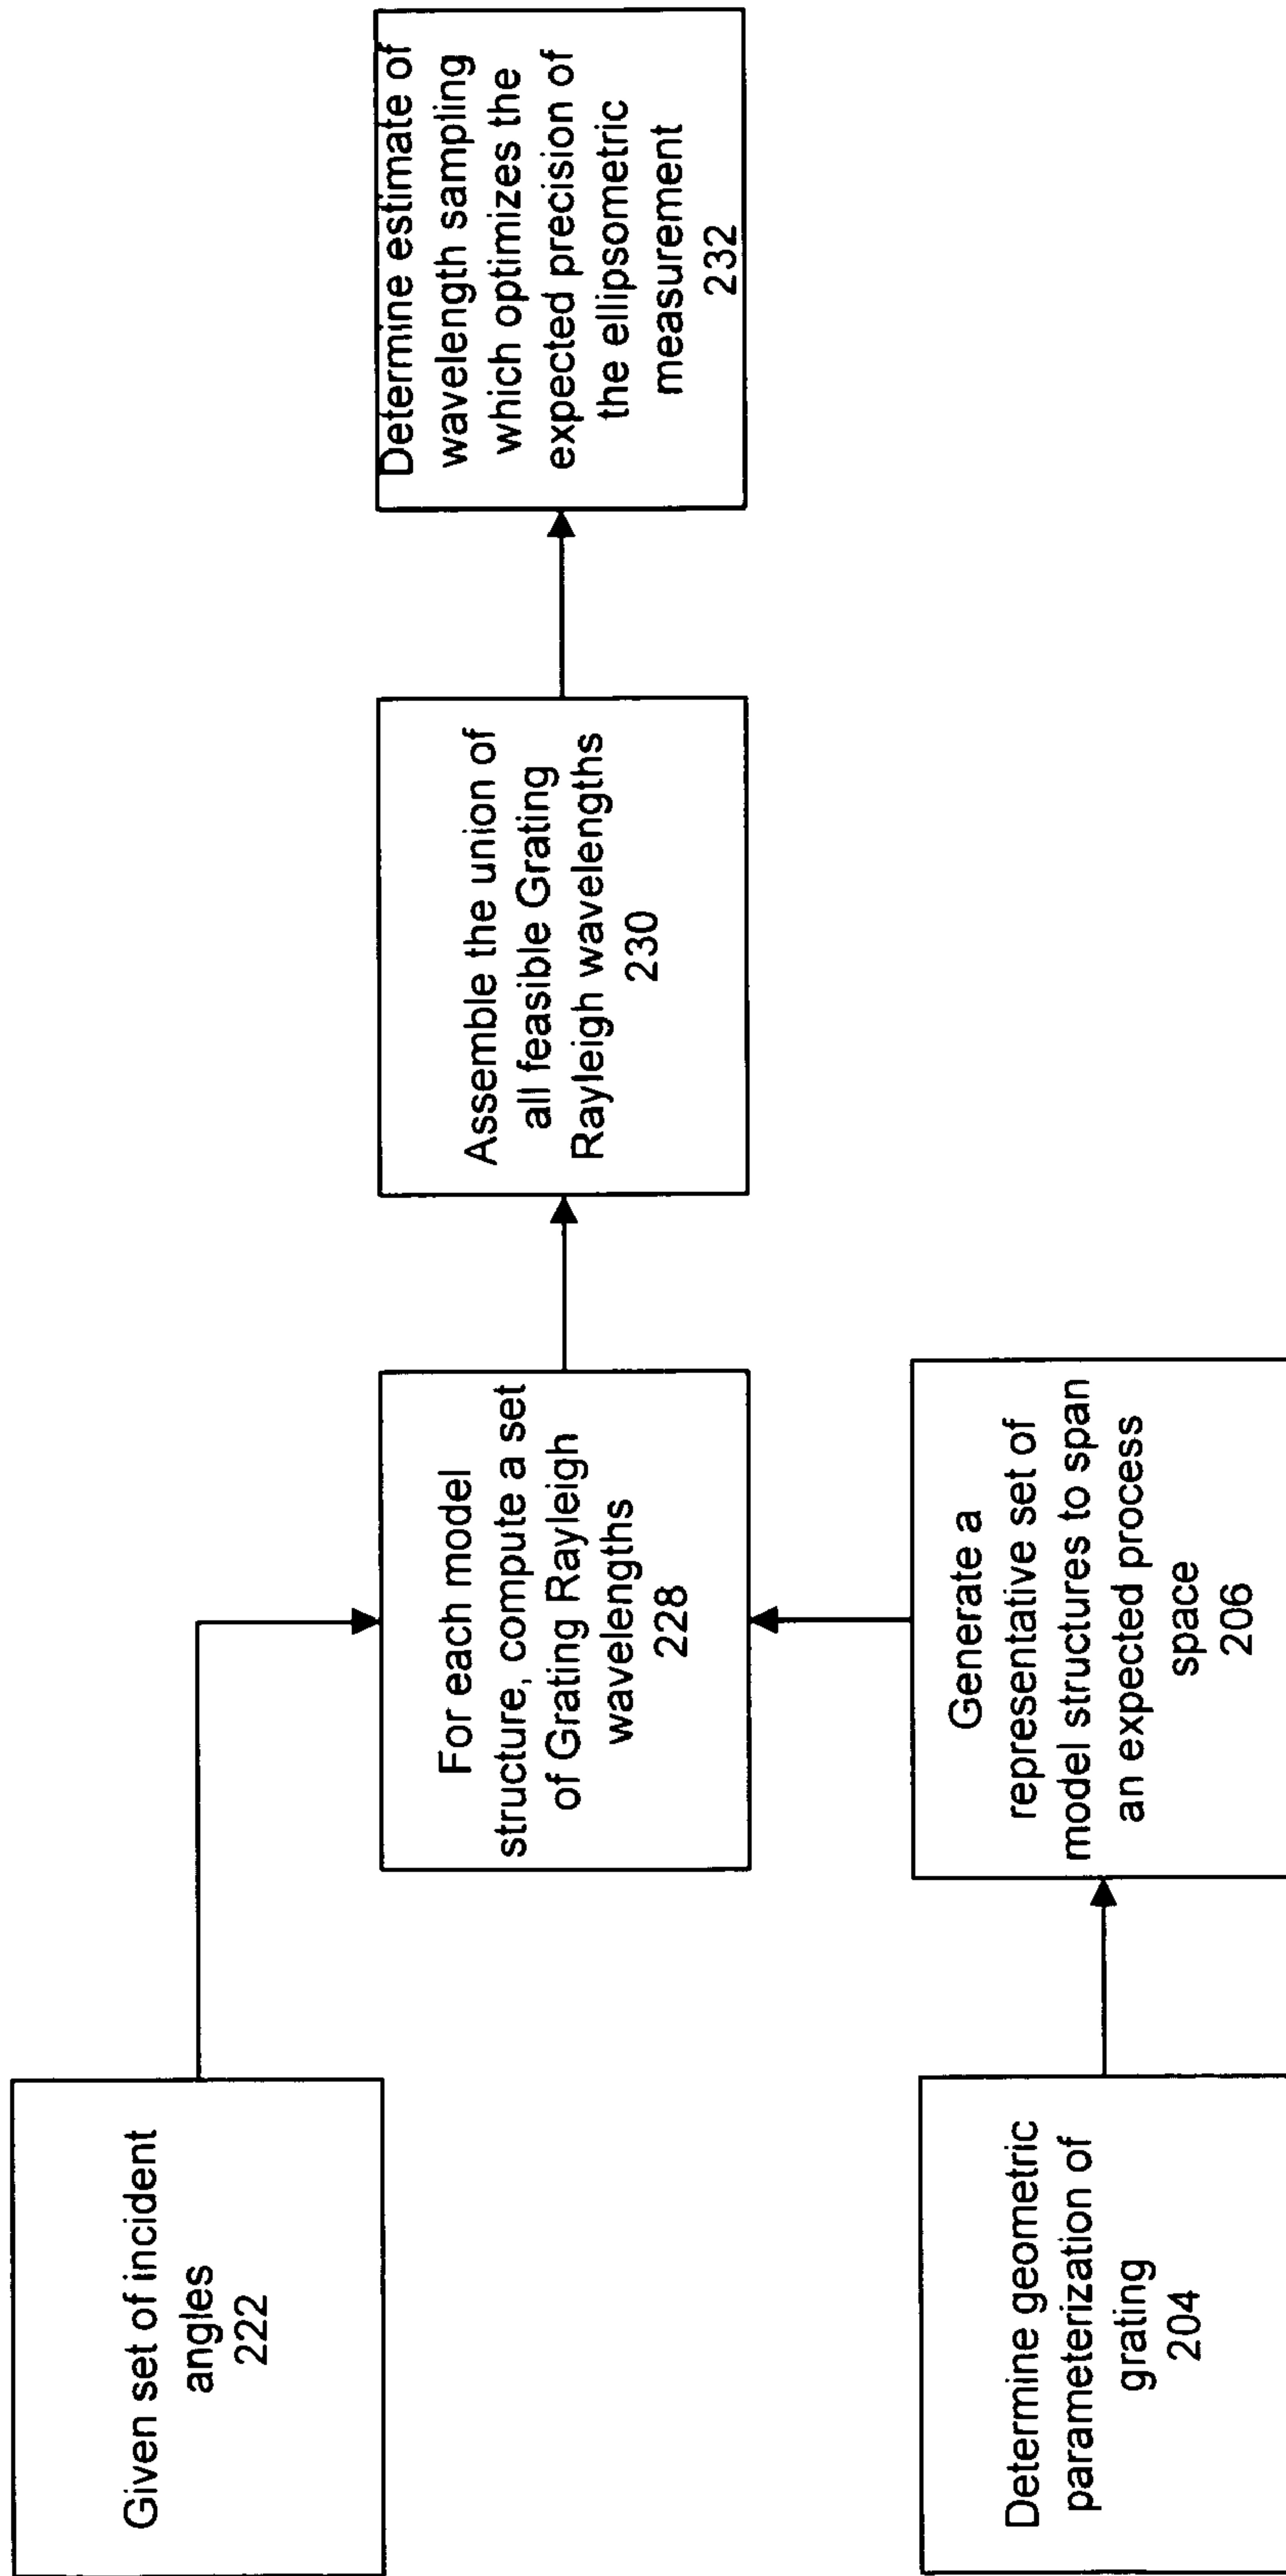 Given set of incident
angles
222
Determine geometric
parameterization of
grating
204
Generate a
representative set of
model structures to span
an expected process
space
206
For each model
structure, compute a set
of Grating Rayleigh
wavelengths
228
Assemble the union of
all feasible Grating
Rayleigh wavelengths
230
Determine estimate of
wavelength sampling
which optimizes the
expected precision of
the ellipsometric
measurement
232